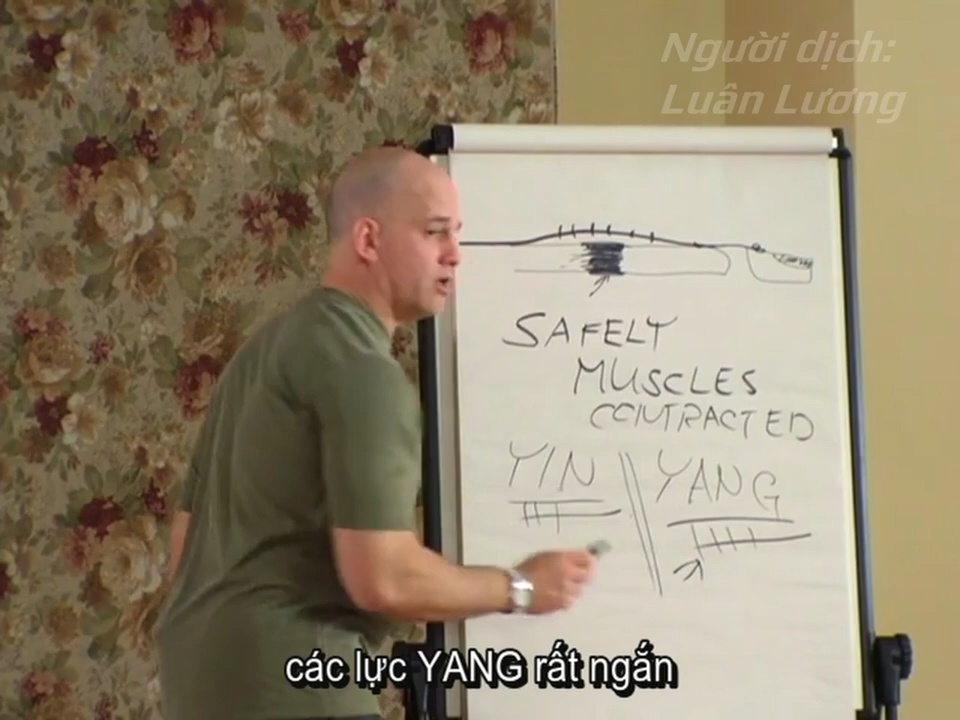 Người dịch:
Luân Lương
SAFELY
MUSCLES
CONTRACTED
YIN YANG
các lực YANG rất ngắn